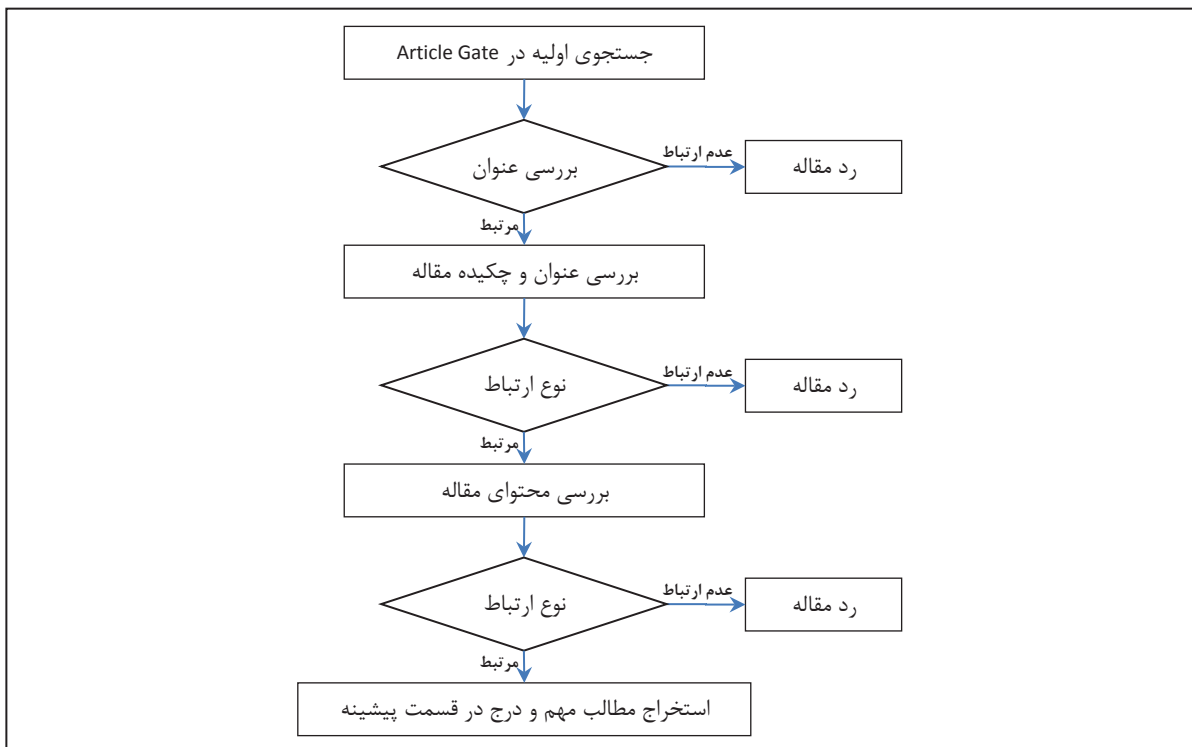 جستجوی اولیه در Article Gate
بررسی عنوان
عدم ارتباط
رد مقاله
مرتبط
بررسی عنوان و چکیده مقاله
نوع ارتباط
عدم ارتباط
رد مقاله
مرتبط
بررسی محتوای مقاله
نوع ارتباط
عدم ارتباط
رد مقاله
مرتبط
استخراج مطالب مهم و درج در قسمت پیشینه